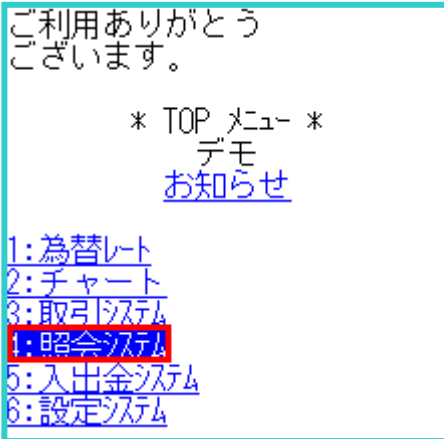 ご利用ありがとう
ございます。
* TOP ﾒﾆｭｰ *
デモ
お知らせ
1:為替ﾚｰﾄ
2:チャート
3:取引ｼｽﾃﾑ
4:照会ｼｽﾃﾑ
5:入出金ｼｽﾃﾑ
6:設定ｼｽﾃﾑ